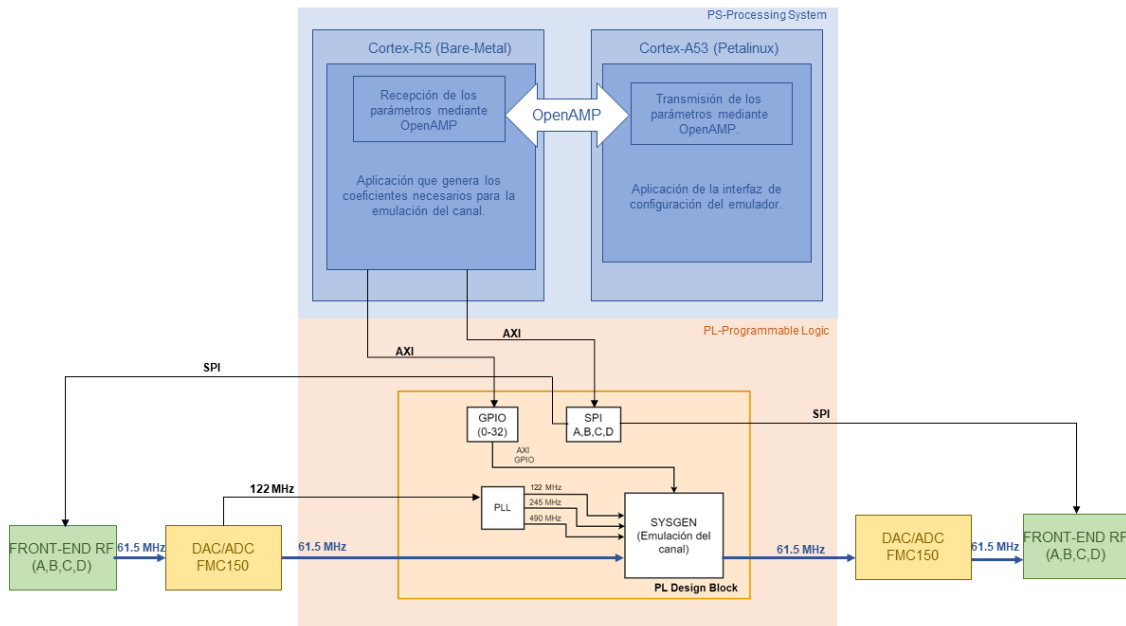 PS-Processing System
Cortex-R5 (Bare-Metal)
Cortex-A53 (Petalinux)
Recepción de los
parámetros mediante
OpenAMP
OpenAMP
Transmisión de los
parámetros mediante
OpenAMP.
Aplicación que genera los
coeficientes necesarios para la
emulación del canal.
Aplicación de la interfaz de
configuración del emulador.
PL-Programmable Logic
AXI
AXI
SPI
SPI
GPIO
(0-32)
SPI
A,B,C,D
AXI
GPIO
122 MHz
PLL
122 MHz
245 MHz
490 MHz
SYSGEN
(Emulación del
canal)
FRONT-END RF
(A,B,C,D)
61.5 MHz
DAC/ADC
FMC150
61.5 MHz
61.5 MHz
DAC/ADC
FMC150
61.5 MHz
FRONT-END RF
(A,B,C,D)
PL Design Block